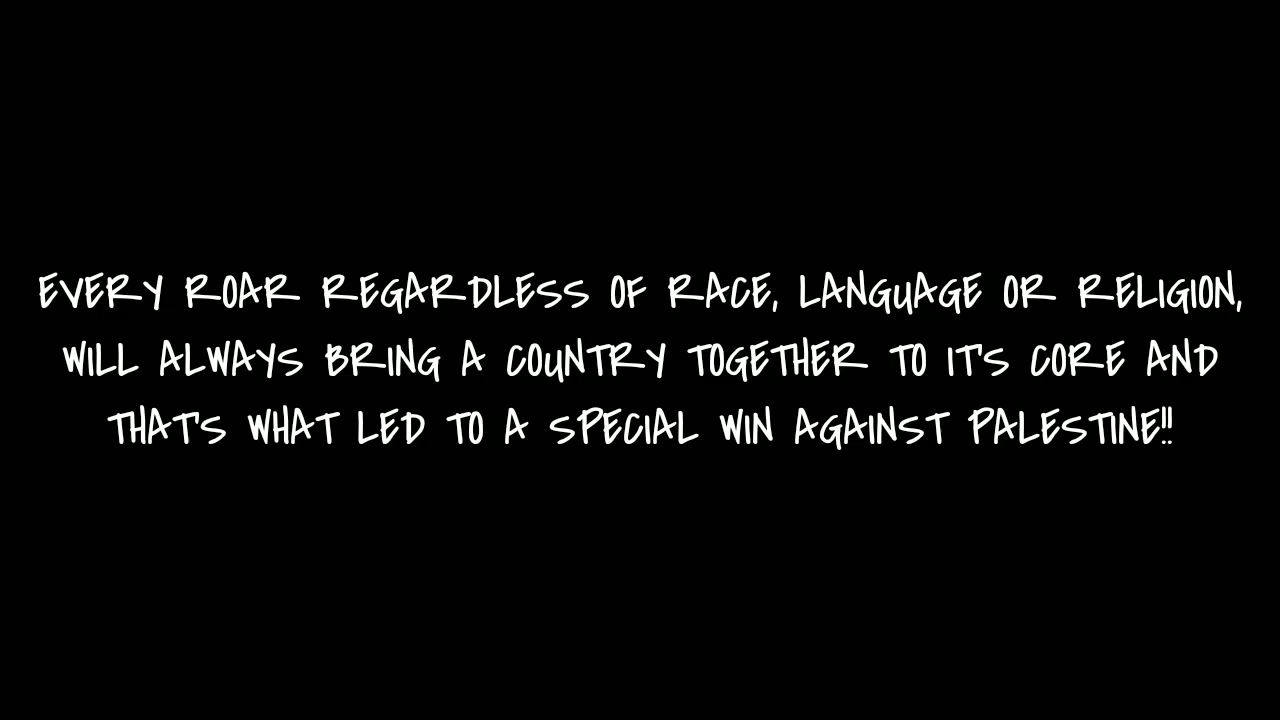 EVERY ROAR REGARDLESS OF RACE, LANGUAGE OR RELIGION,
WILL ALWAYS BRING A COUNTRY TOGETHER TO IT'S CORE AND
THAT'S WHAT LED TO A SPECIAL WIN AGAINST PALESTINE!!